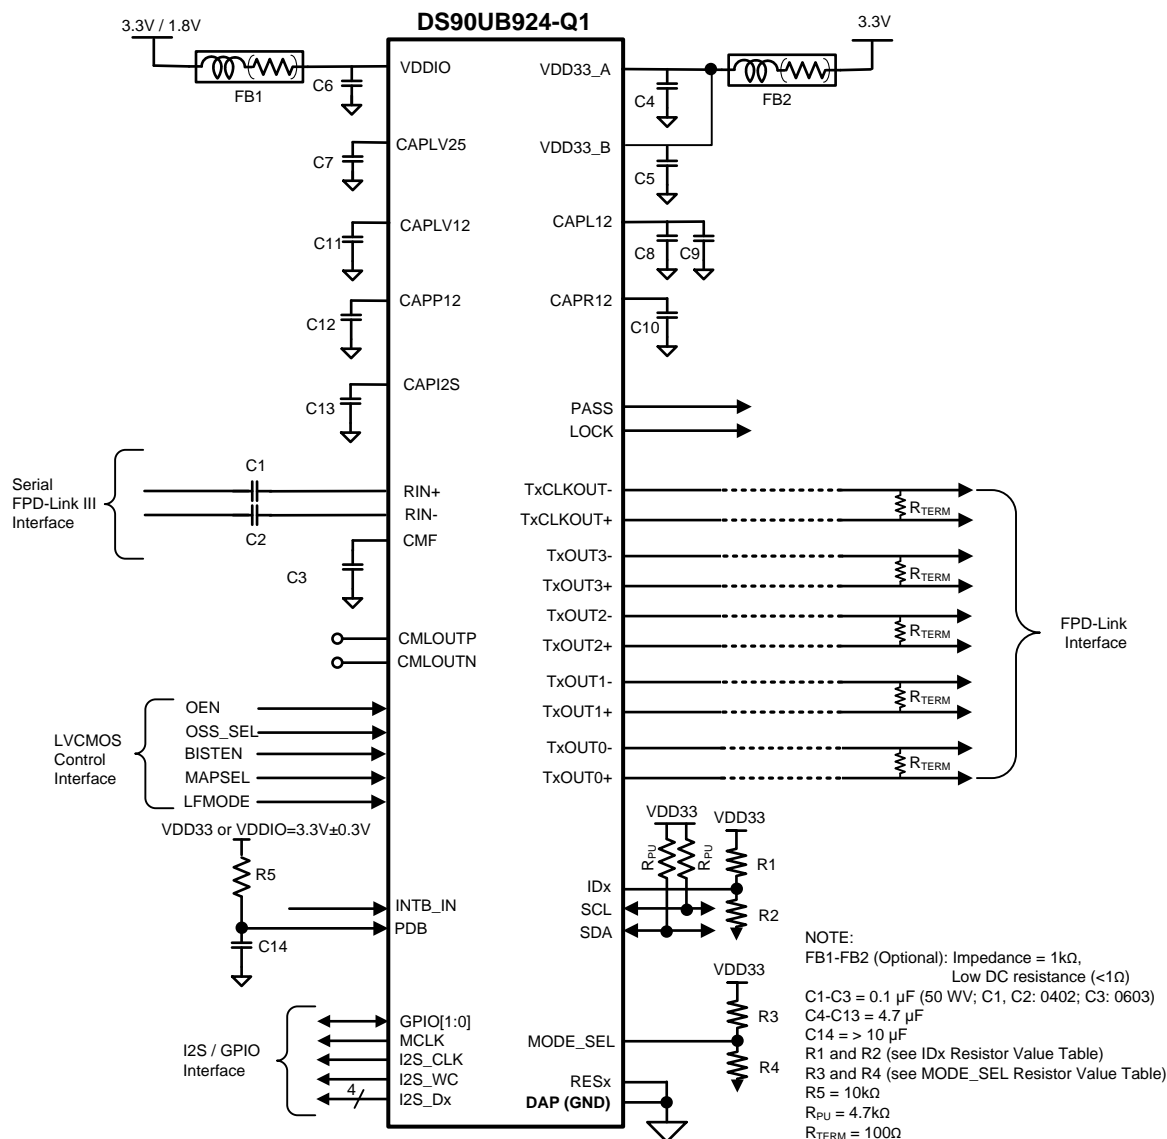 DS90UB924-Q1
3.3V / 1.8V
FB1
C6
VDDIO
C7
CAPLV25
C11
CAPLV12
C12
CAPP12
C13
CAPI2S
Serial
FPD-Link III
Interface
C1
C2
RIN+
RIN-
CMF
C3
CMLOUTP
CMLOUTN
LVCMOS
Control
Interface
OEN
OSS_SEL
BISTEN
MAPSEL
LFMODE
VDD33 or VDDIO=3.3V±0.3V
R5
C14
INTB_IN
PDB
I2S / GPIO
Interface
GPIO[1:0]
MCLK
I2S_CLK
I2S_WC
4
I2S_Dx
3.3V
FB2
VDD33_A
C4
VDD33_B
C5
CAPL12
C8
C9
CAPR12
C10
PASS
LOCK
TxCLKOUT-
RTERM
TxCLKOUT+
TxOUT3-
RTERM
TxOUT3+
TxOUT2-
RTERM
TxOUT2+
TxOUT1-
RTERM
TxOUT1+
TxOUT0-
RTERM
TxOUT0+
FPD-Link
Interface
VDD33
VDD33
RPU
RPU
R1
IDx
SCL
SDA
R2
VDD33
R3
MODE_SEL
R4
RESx
DAP (GND)
NOTE:
FB1-FB2 (Optional): Impedance = 1kΩ,
Low DC resistance (<1Ω)
C1-C3 = 0.1 µF (50 WV; C1, C2: 0402; C3: 0603)
C4-C13 = 4.7 µF
C14 = > 10 µF
R1 and R2 (see IDx Resistor Value Table)
R3 and R4 (see MODE_SEL Resistor Value Table)
R5 = 10kΩ
RPU = 4.7kΩ
RTERM = 100Ω